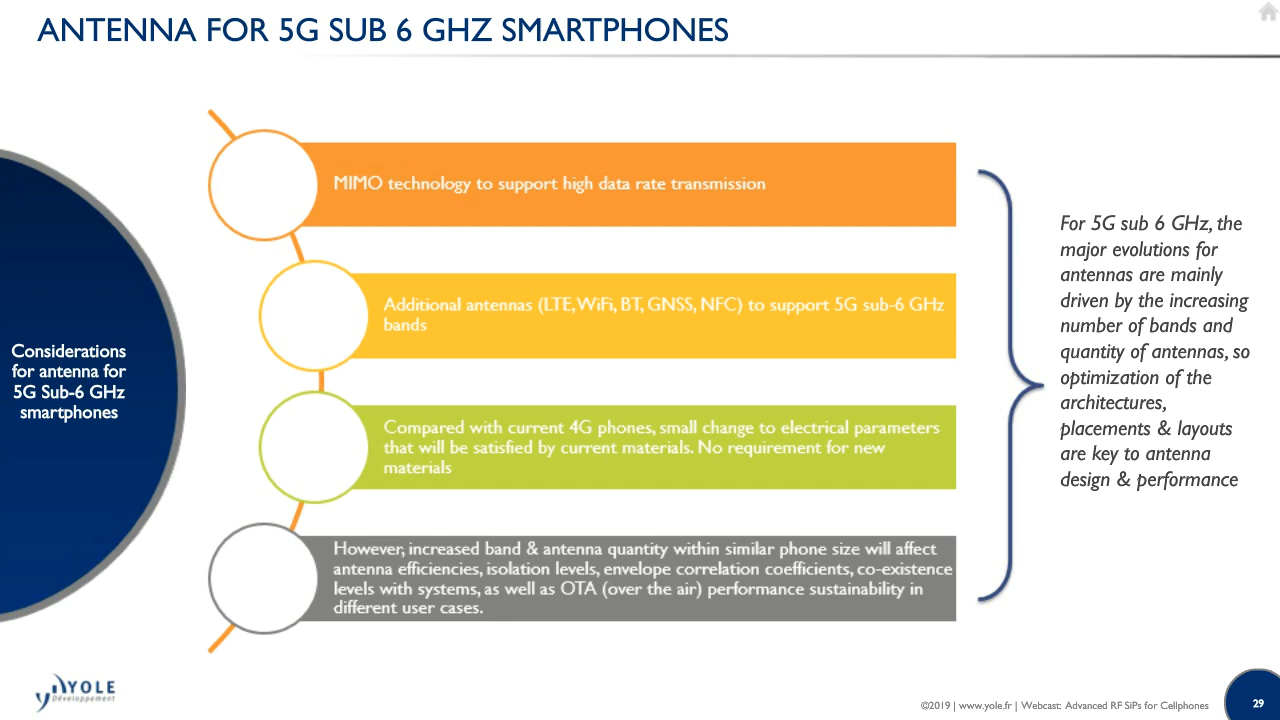 ANTENNA FOR 5G SUB 6 GHZ SMARTPHONES
Considerations
for antenna for
5G Sub-6 GHz
smartphones
MIMO technology to support high data rate transmission
Additional antennas (LTE, WiFi, BT, GNSS, NFC) to support 5G sub-6 GHz
bands
Compared with current 4G phones, small change to electrical parameters
that will be satisfied by current materials. No requirement for new
materials
However, increased band & antenna quantity within similar phone size will affect
antenna efficiencies, isolation levels, envelope correlation coefficients, co-existence
levels with systems, as well as OTA (over the air) performance sustainability in
different user cases.
For 5G sub 6 GHz, the
major evolutions for
antennas are mainly
driven by the increasing
number of bands and
quantity of antennas, so
optimization of the
architectures,
placements & layouts
are key to antenna
design & performance
YOLE
Développement
©2019 | www.yole.fr | Webcast: Advanced RF SiPs for Cellphones
29